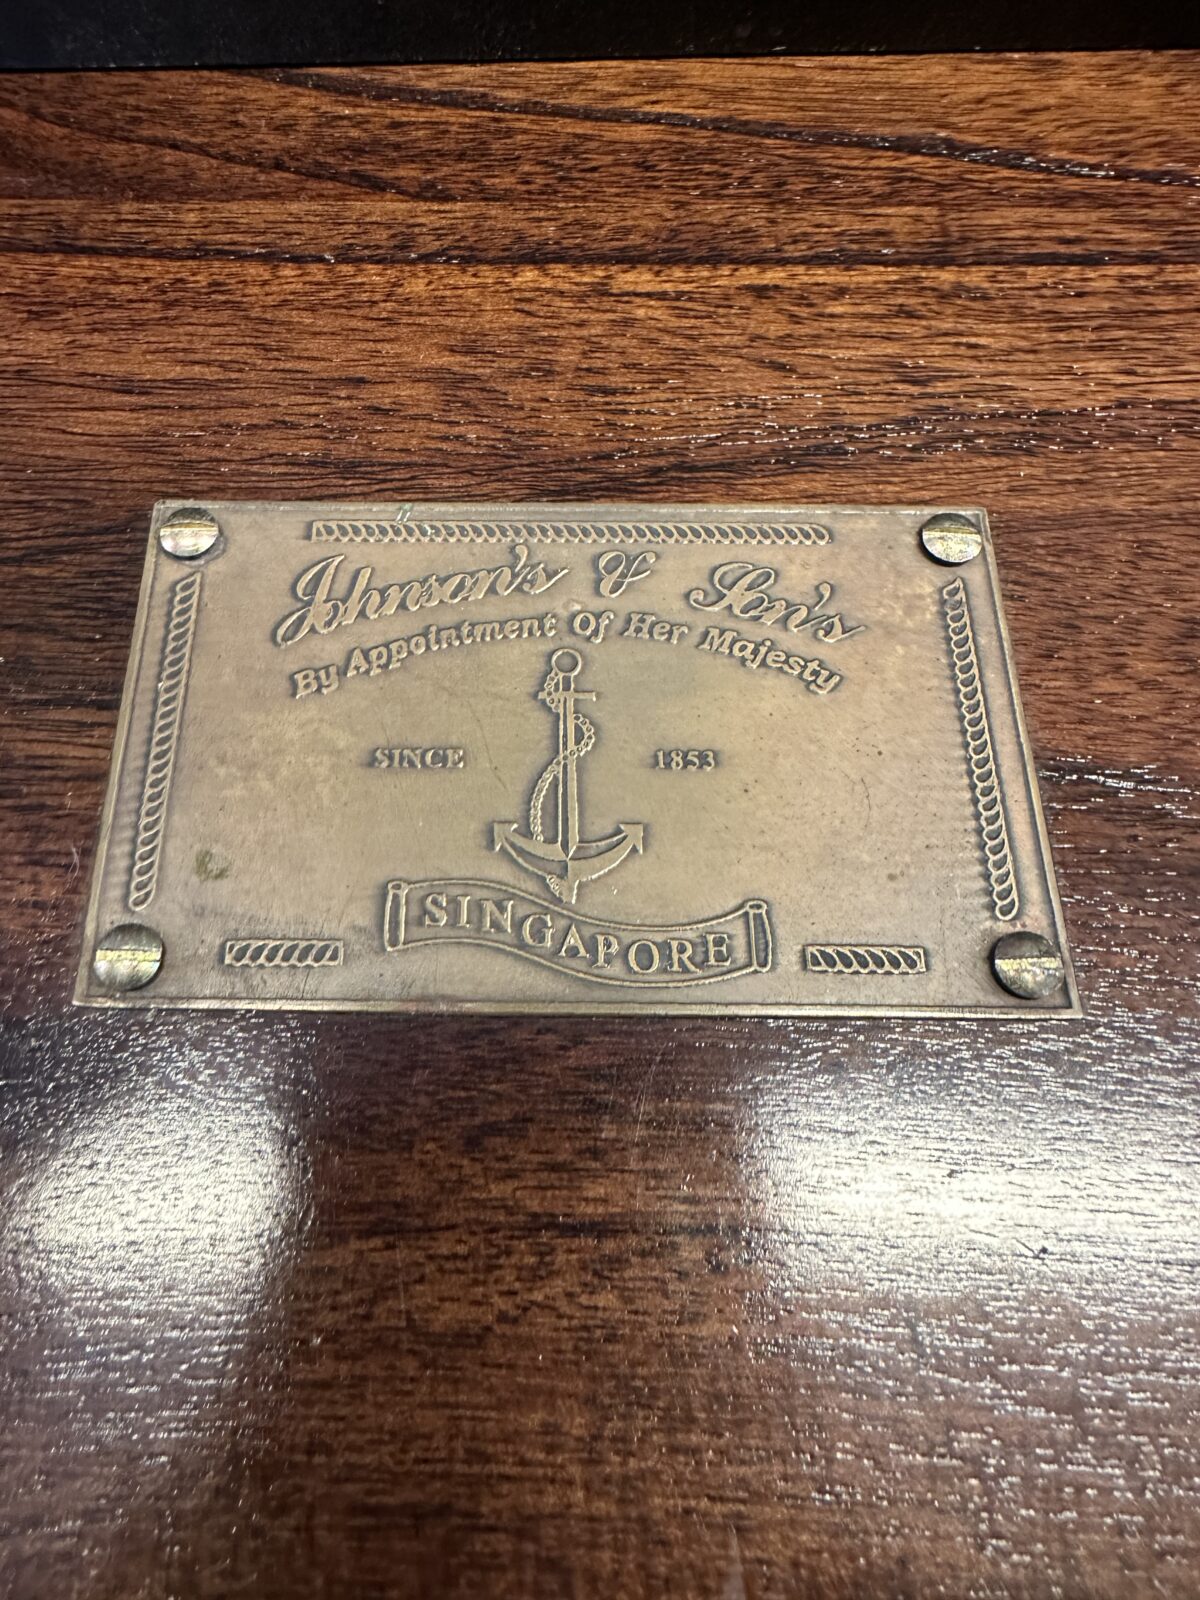 Johnson's & Son's
By Appointment Of Her Majesty
SINCE 1853
SINGAPORE